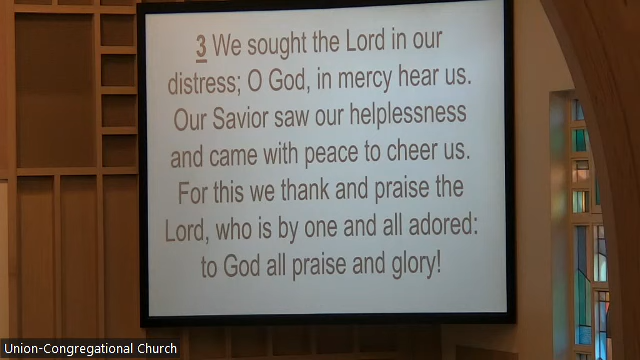 3 We sought the Lord in our
distress; O God, in mercy hear us.
Our Savior saw our helplessness
and came with peace to cheer us.
For this we thank and praise the
Lord, who is by one and all adored:
to God all praise and glory!
Union-Congregational Church